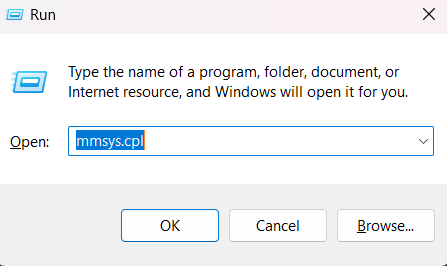 Run
Type the name of a program, folder, document, or
Internet resource, and Windows will open it for you.
Open: mmsys.cpl
OK Cancel Browse...